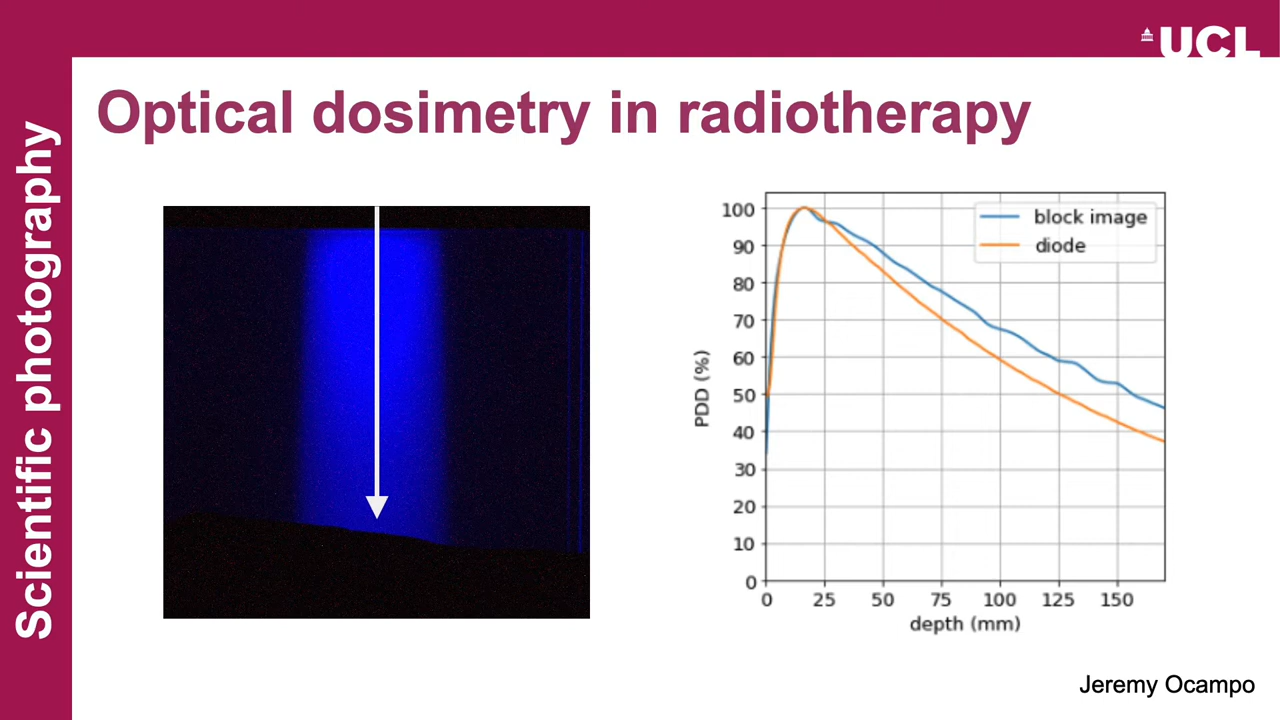 UCL
Optical dosimetry in radiotherapy
Scientific photography
block image
diode
PDD (%)
100
90
80
70
60
50
40
30
20
10
0
0 25 50 75 100 125 150
depth (mm)
Jeremy Ocampo